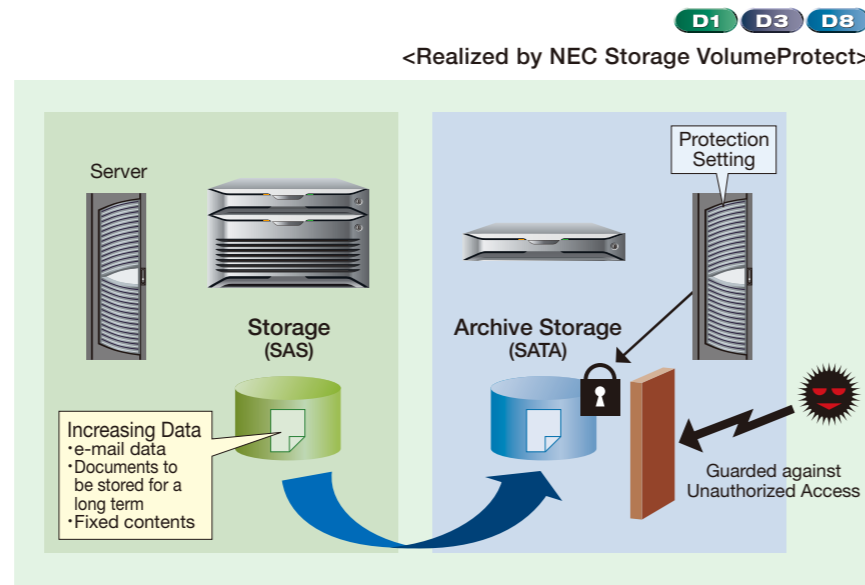 D1 D3 D8
<Realized by NEC Storage VolumeProtect>
Server
Protection
Setting
Storage
(SAS)
Archive Storage
(SATA)
Increasing Data
・e-mail data
・Documents to
be stored for a
long term
・Fixed contents
Guarded against
Unauthorized Access